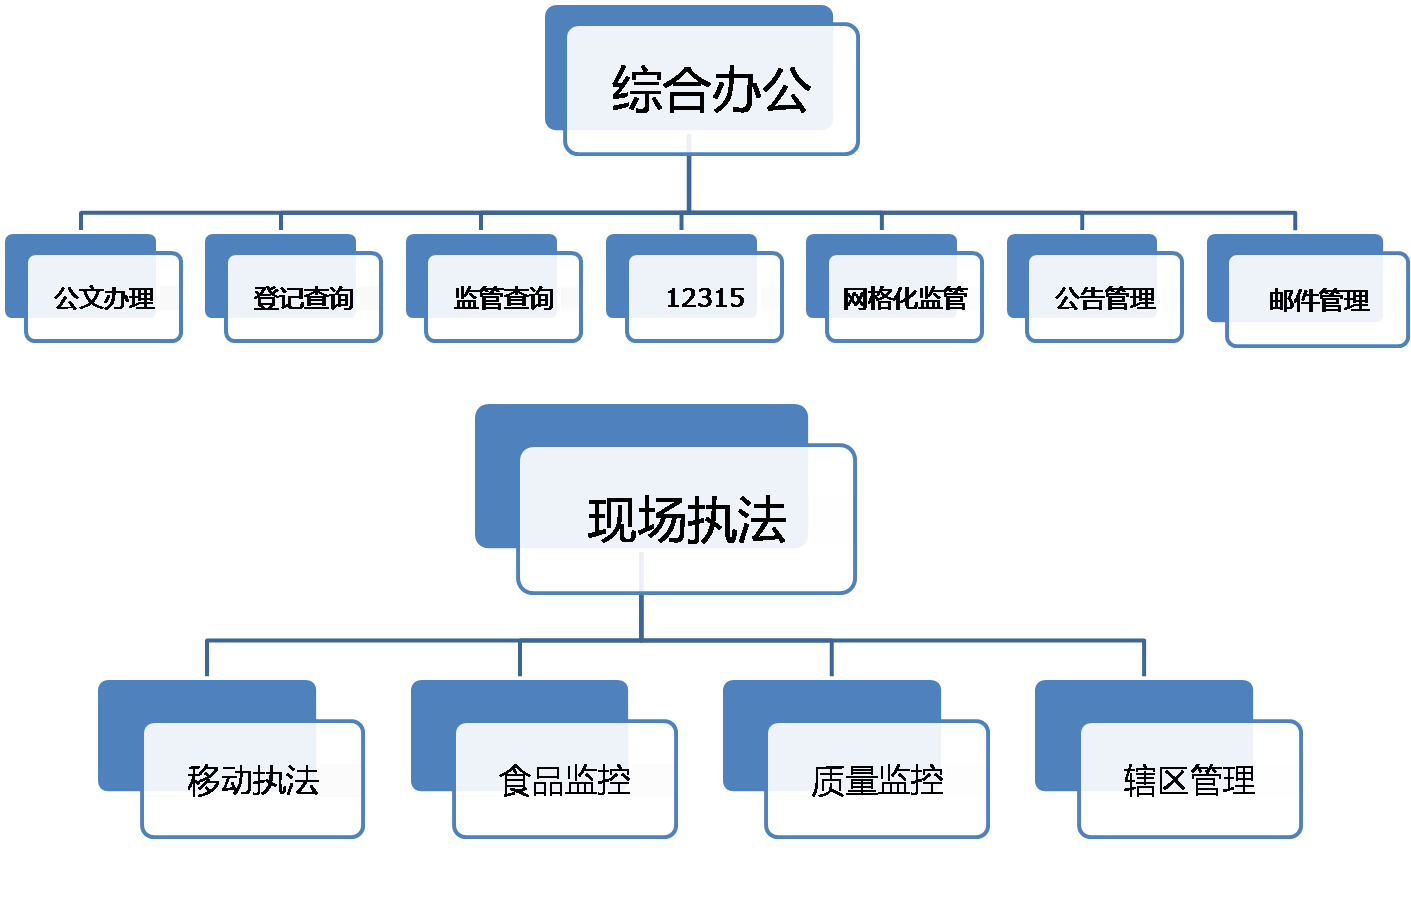 综合办公
公文办理
登记查询
监管查询
12315
网格化监管
公告管理
邮件管理
现场执法
移动执法
食品监控
质量监控
辖区管理